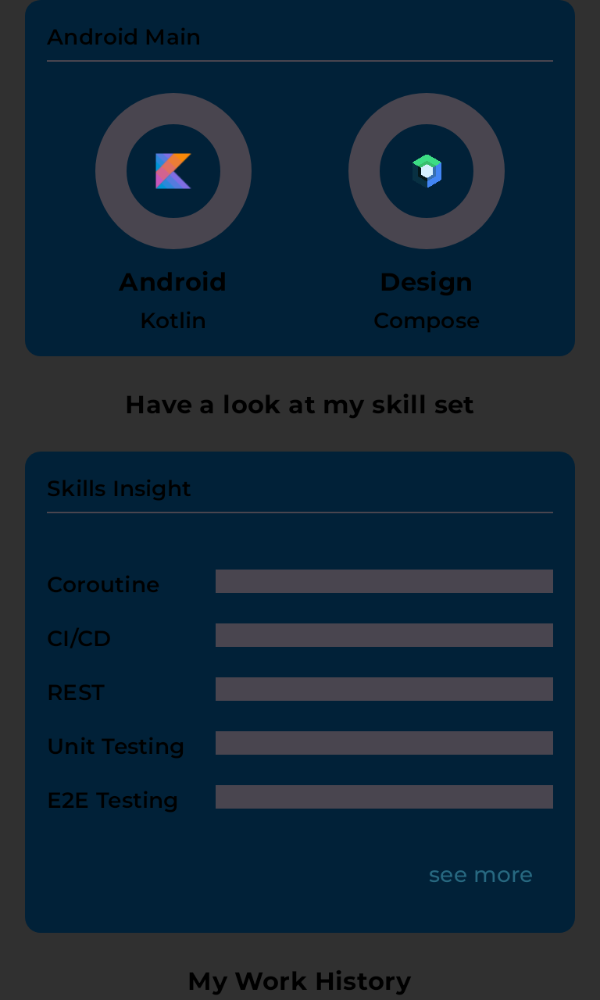 Android Main
Android
Design
Kotlin
Compose
Have a look at my skill set
Skills Insight
Coroutine
CI/CD
REST
Unit Testing
E2E Testing
see more
My Work History